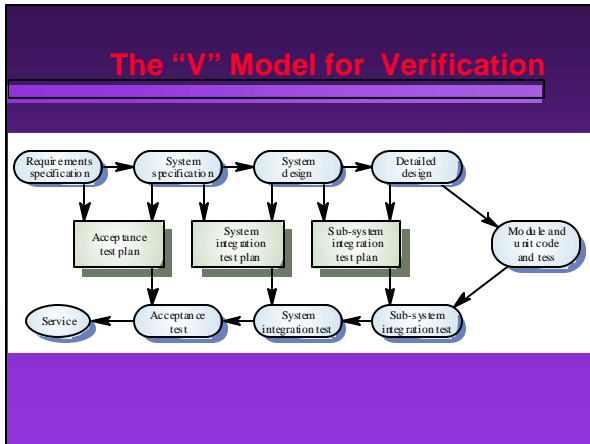 The “V” Model for Verification
Requirements
specification
System
specification
System
design
Detailed
design
Acceptance
test plan
System
integration
test plan
Sub-system
integration
test plan
Module and
unit code
and tess
Service
Acceptance
test
System
integration test
Sub-system
integration test